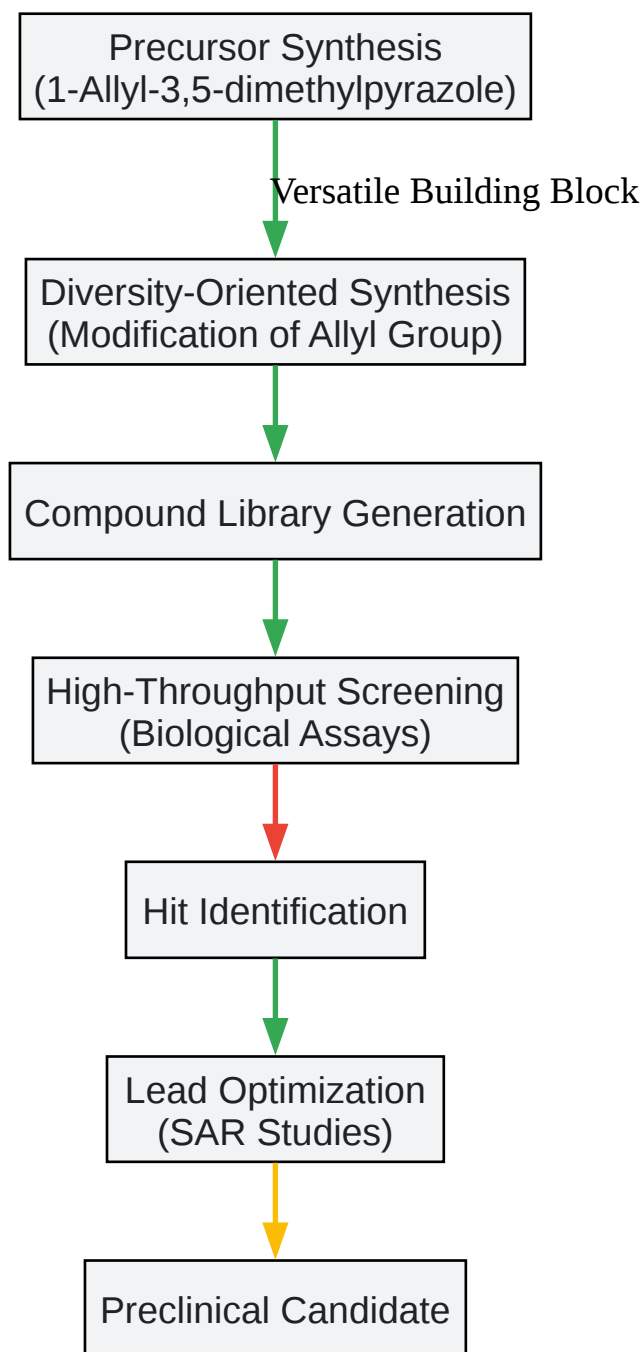 Precursor Synthesis
(1-Allyl-3,5-dimethylpyrazole)
Versatile Building Block
Diversity-Oriented Synthesis
(Modification of Allyl Group)
Compound Library Generation
High-Throughput Screening
(Biological Assays)
Hit Identification
Lead Optimization
(SAR Studies)
Preclinical Candidate